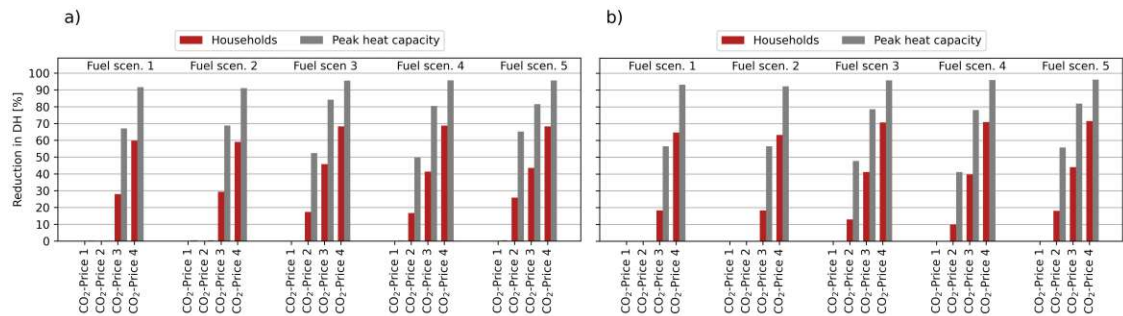 a)
Households Peak heat capacity
Fuel scen. 1 Fuel scen. 2 Fuel scen 3 Fuel scen. 4 Fuel scen. 5
Reduction in DH [%]
100
90
80
70
60
50
40
30
20
10
0
CO₂-Price 1
CO₂-Price 2
CO₂-Price 3
CO₂-Price 4
CO₂-Price 1
CO₂-Price 2
CO₂-Price 3
CO₂-Price 4
CO₂-Price 1
CO₂-Price 2
CO₂-Price 3
CO₂-Price 4
CO₂-Price 1
CO₂-Price 2
CO₂-Price 3
CO₂-Price 4
CO₂-Price 1
CO₂-Price 2
CO₂-Price 3
CO₂-Price 4
b)
Households Peak heat capacity
Fuel scen. 1 Fuel scen. 2 Fuel scen 3 Fuel scen. 4 Fuel scen. 5
CO₂-Price 1
CO₂-Price 2
CO₂-Price 3
CO₂-Price 4
CO₂-Price 1
CO₂-Price 2
CO₂-Price 3
CO₂-Price 4
CO₂-Price 1
CO₂-Price 2
CO₂-Price 3
CO₂-Price 4
CO₂-Price 1
CO₂-Price 2
CO₂-Price 3
CO₂-Price 4
CO₂-Price 1
CO₂-Price 2
CO₂-Price 3
CO₂-Price 4